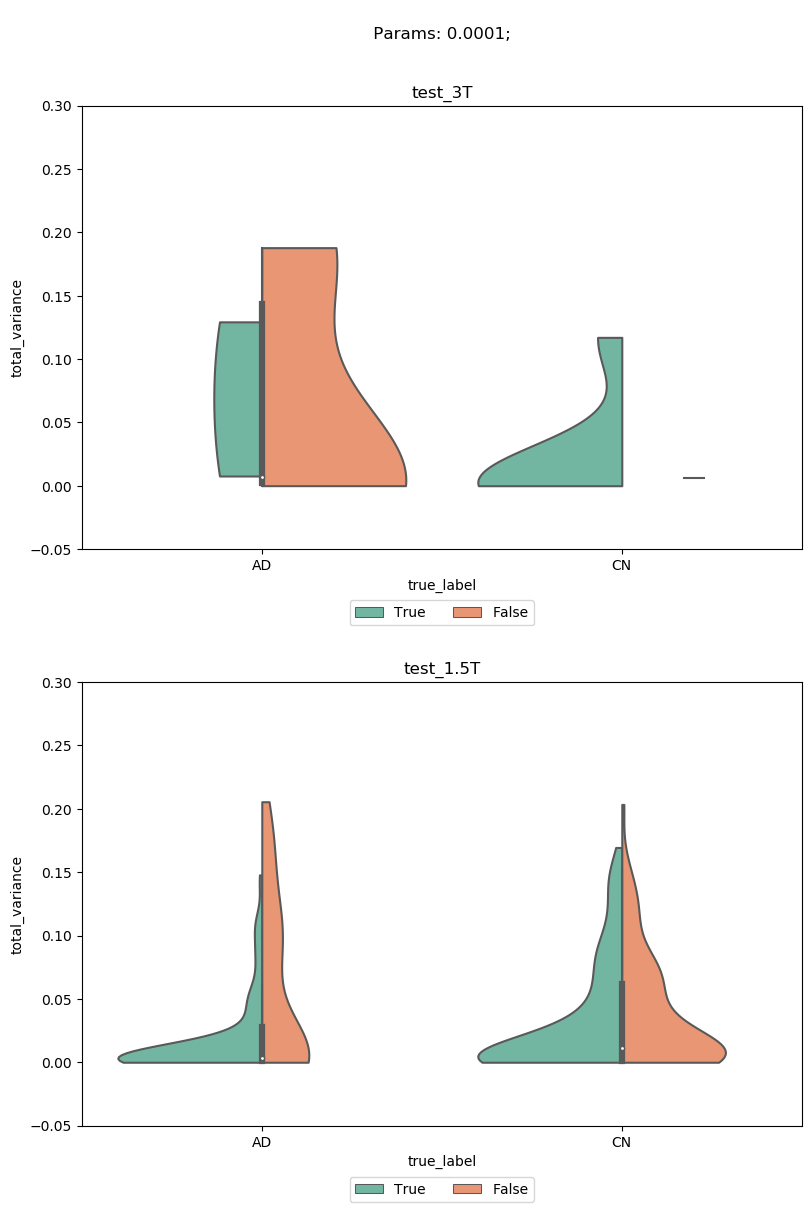 Params: 0.0001;
test_3T
0.30
0.25
0.20
0.15
0.10
0.05
0.00
−0.05
total_variance
AD CN
true_label
True False
test_1.5T
0.30
0.25
0.20
0.15
0.10
0.05
0.00
−0.05
total_variance
AD CN
true_label
True False